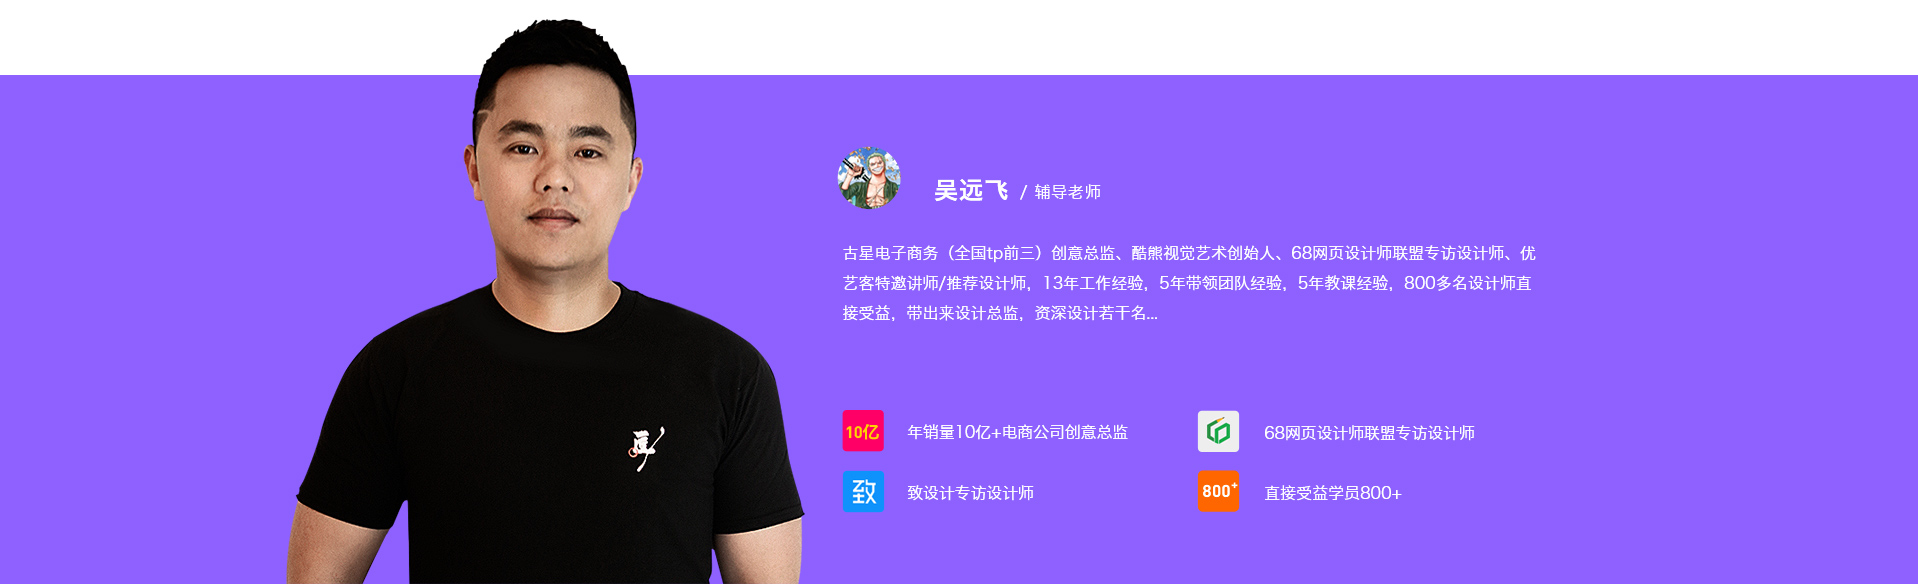 吴远飞 / 辅导老师
古星电子商务（全国tp前三）创意总监、酷熊视觉艺术创始人、68网页设计师联盟专访设计师、优
艺客特邀讲师/推荐设计师，13年工作经验，5年带领团队经验，5年教课经验，800多名设计师直
接受益，带出来设计总监，资深设计若干名...
10亿 年销量10亿+电商公司创意总监
68网页设计师联盟专访设计师
致 致设计专访设计师
800+ 直接受益学员800+